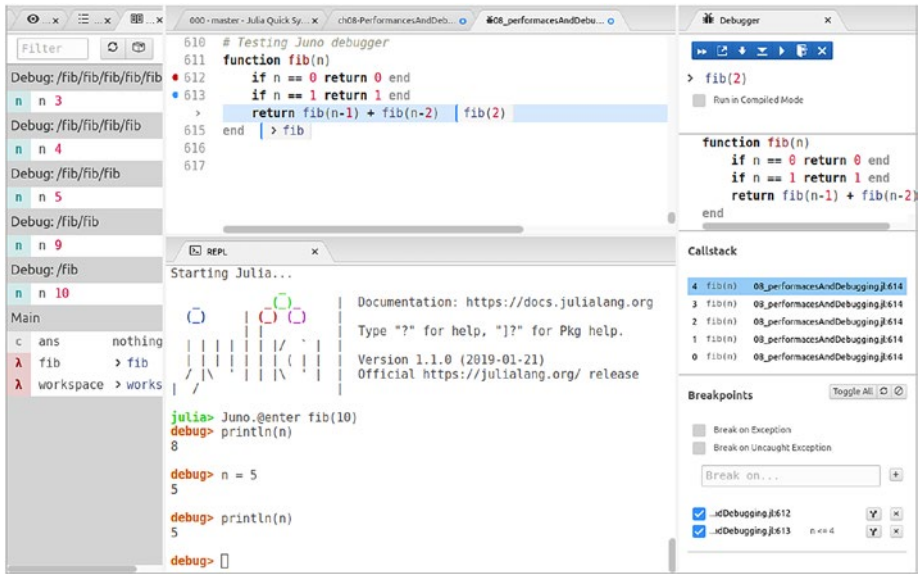 ...x ...x ...x
Filter
Debug: /fib/fib/fib/fib/fib
n n 3
Debug: /fib/fib/fib/fib
n n 4
Debug: /fib/fib/fib
n n 5
Debug: /fib/fib
n n 9
Debug: /fib
n n 10
Main
c ans nothing
λ fib > fib
λ workspace > works
000 - master - Julia Quick Sy... x ch08-PerformancesAndDeb... 08_performacesAndDebu...
610 # Testing Juno debugger
611 function fib(n)
612 if n == 0 return 0 end
613 if n == 1 return 1 end
> return fib(n-1) + fib(n-2) fib(2)
615 end > fib
616
617
REPL x
Starting Julia...
Documentation: https://docs.julialang.org
Type "?" for help, "]?" for Pkg help.
Version 1.1.0 (2019-01-21)
Official https://julialang.org/ release
julia> Juno.@enter fib(10)
debug> println(n)
8
debug> n = 5
5
debug> println(n)
5
debug>
Debugger x
> fib(2)
Run in Compiled Mode
function fib(n)
if n == 0 return 0 end
if n == 1 return 1 end
return fib(n-1) + fib(n-2)
end
Callstack
4 fib(n) 08_performacesAndDebugging.jl:614
3 fib(n) 08_performacesAndDebugging.jl:614
2 fib(n) 08_performacesAndDebugging.jl:614
1 fib(n) 08_performacesAndDebugging.jl:614
0 fib(n) 08_performacesAndDebugging.jl:614
Breakpoints Toggle All
Break on Exception
Break on Uncaught Exception
Break on... +
...dDebugging.jl:612
...dDebugging.jl:613 n <= 4